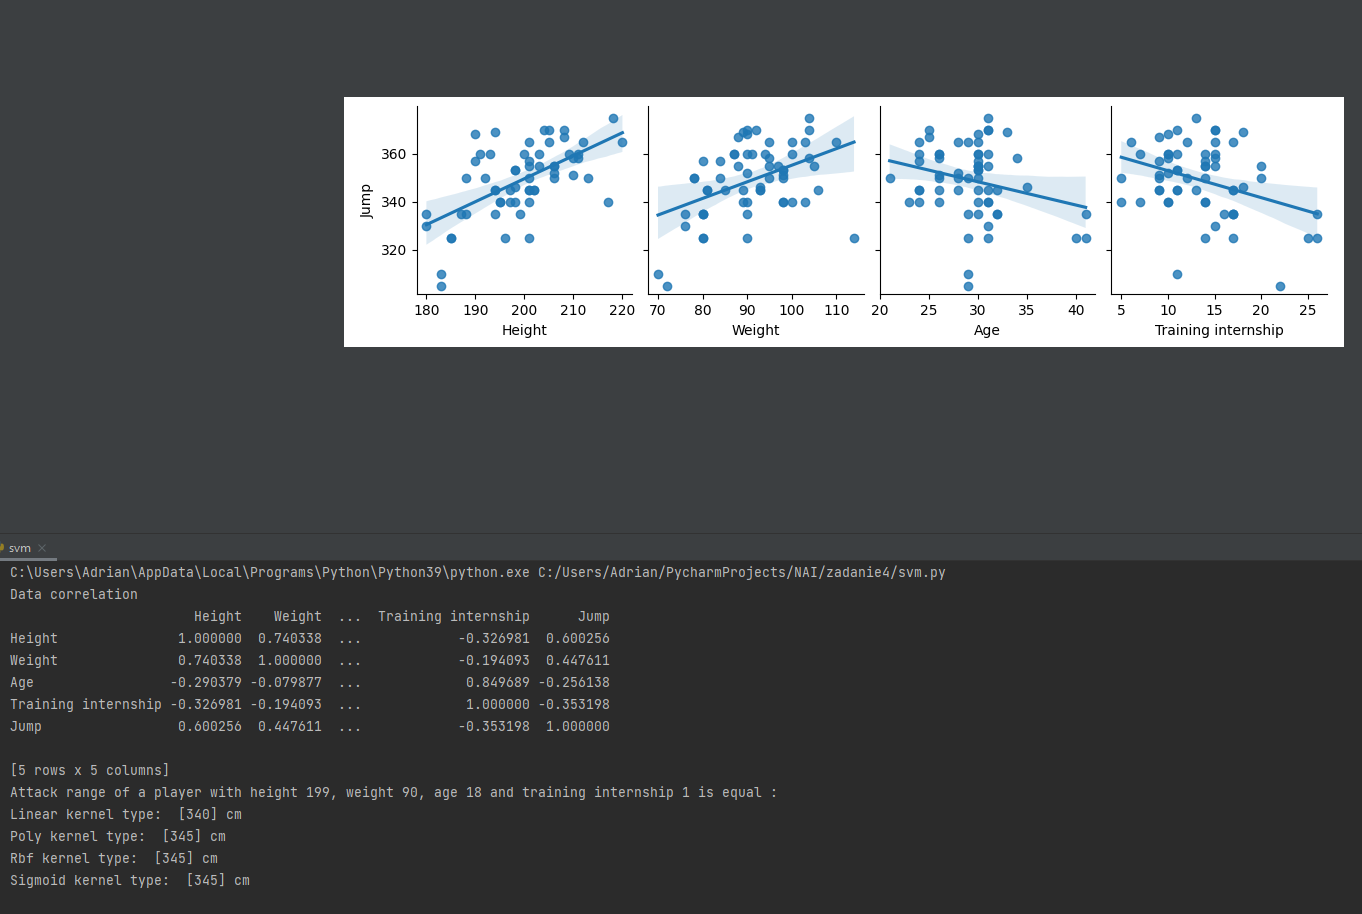 Jump
360
340
320
180 190 200 210 220
70 80 90 100 110
20 25 30 35 40
5 10 15 20 25
Height
Weight
Age
Training internship
svm
C:\Users\Adrian\AppData\Local\Programs\Python\Python39\python.exe C:/Users/Adrian/PycharmProjects/NAI/zadanie4/svm.py
Data correlation
Height Weight ... Training internship Jump
Height 1.000000 0.740338 ... -0.326981 0.600256
Weight 0.740338 1.000000 ... -0.194093 0.447611
Age -0.290379 -0.079877 ... 0.849689 -0.256138
Training internship -0.326981 -0.194093 ... 1.000000 -0.353198
Jump 0.600256 0.447611 ... -0.353198 1.000000
[5 rows x 5 columns]
Attack range of a player with height 199, weight 90, age 18 and training internship 1 is equal :
Linear kernel type:  [340] cm
Poly kernel type:  [345] cm
Rbf kernel type:  [345] cm
Sigmoid kernel type:  [345] cm